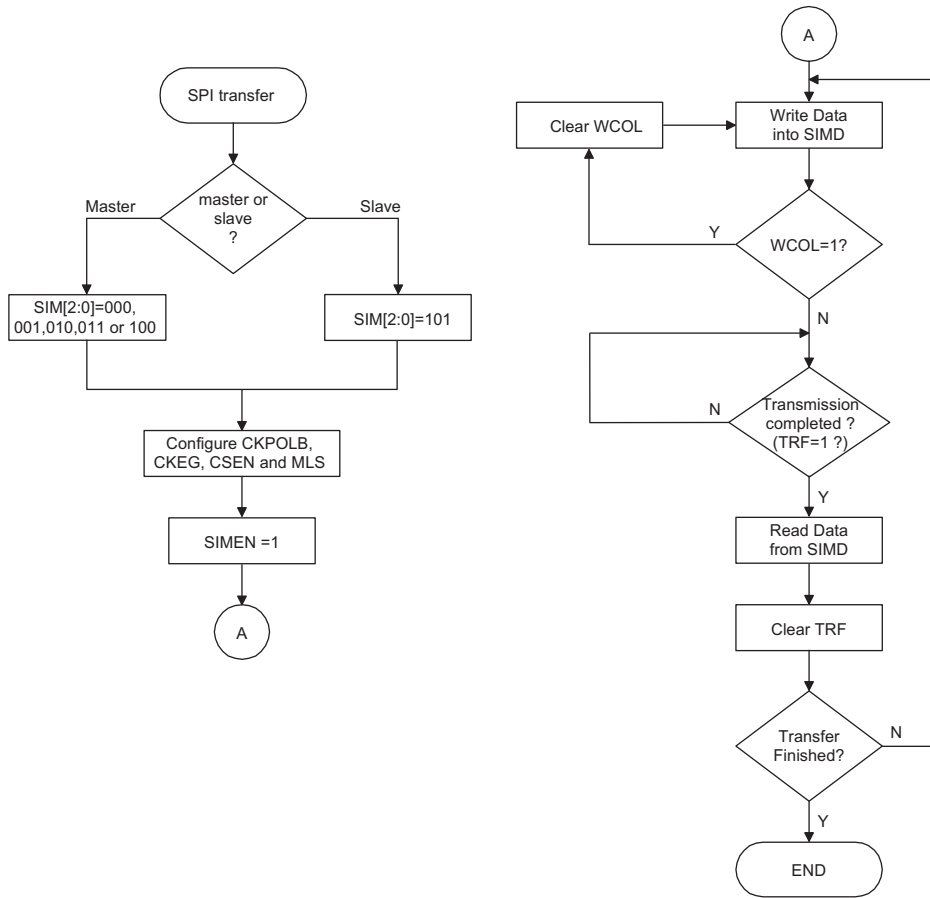 SPI transfer
master or
slave
?
Master
Slave
SIM[2:0]=000,
001,010,011 or 100
SIM[2:0]=101
Configure CKPOLB,
CKEG, CSEN and MLS
SIMEN =1
A
A
Write Data
into SIMD
Clear WCOL
Y
WCOL=1?
N
N
Transmission
completed ?
(TRF=1 ?)
Y
Read Data
from SIMD
Clear TRF
Transfer
Finished?
N
Y
END